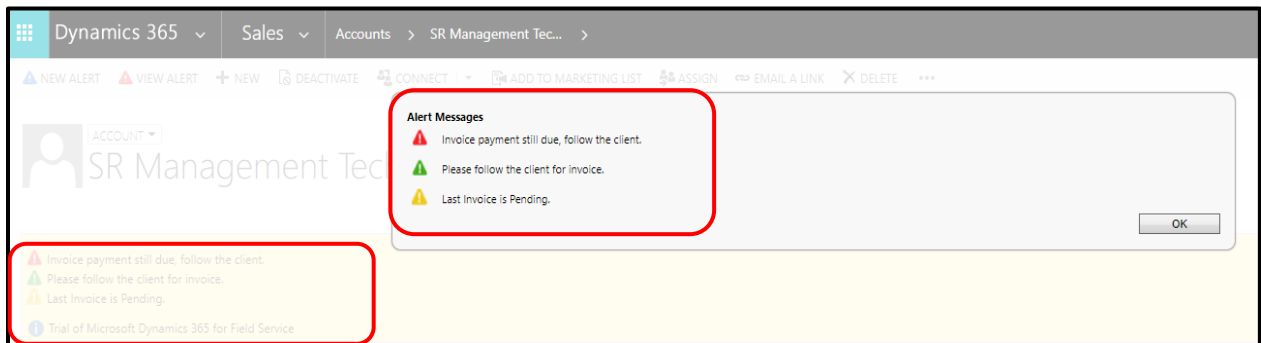 Dynamics 365 Sales Accounts > SR Management Tec... >
NEW ALERT VIEW ALERT NEW DEACTIVATE CONNECT ADD TO MARKETING LIST ASSIGN EMAIL A LINK DELETE
Alert Messages
Invoice payment still due, follow the client.
Please follow the client for invoice.
Last Invoice is Pending.
OK
ACCOUNT
SR Management Tec
Invoice payment still due, follow the client.
Please follow the client for invoice.
Last Invoice is Pending.
Trial of Microsoft Dynamics 365 for Field Service